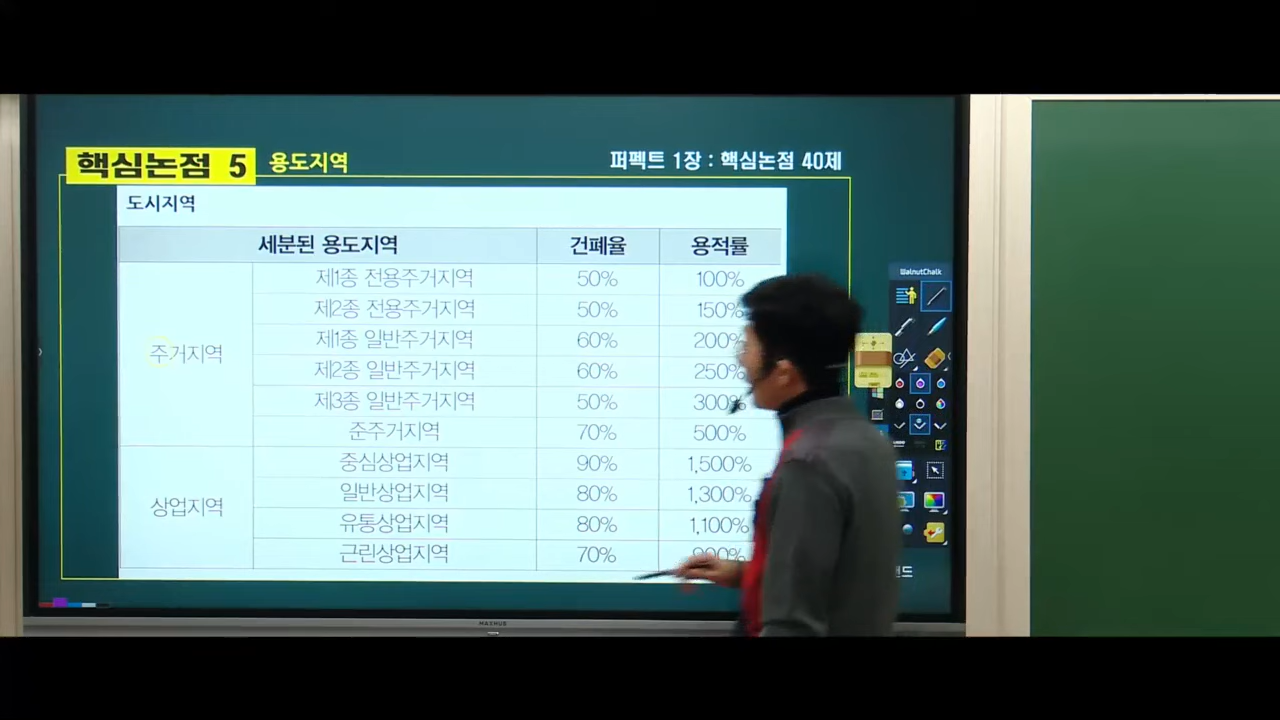 핵심논점 5 용도지역 퍼펙트 1장 : 핵심논점 40제
도시지역
세분된 용도지역 건폐율 용적률
주거지역
제1종 전용주거지역 50% 100%
제2종 전용주거지역 50% 150%
제1종 일반주거지역 60% 200%
제2종 일반주거지역 60% 250%
제3종 일반주거지역 50% 300%
준주거지역 70% 500%
상업지역
중심상업지역 90% 1,500%
일반상업지역 80% 1,300%
유통상업지역 80% 1,100%
근린상업지역 70% 900%
WalnutChalk
MAXHUB